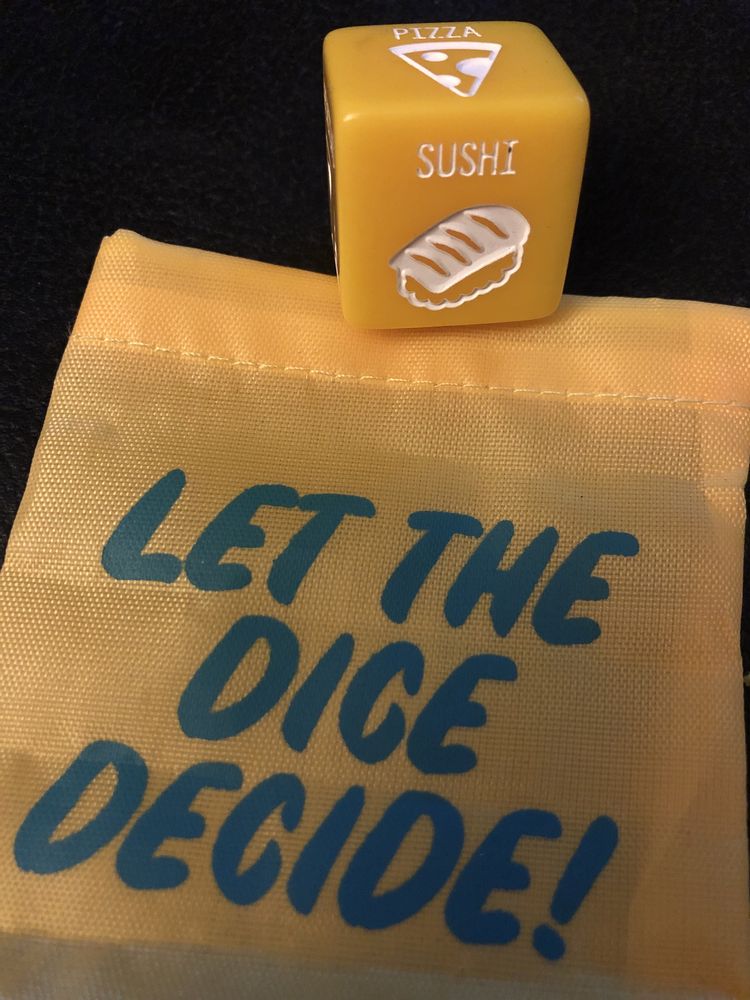 PIZZA
SUSHI
LET THE
DICE
DECIDE!